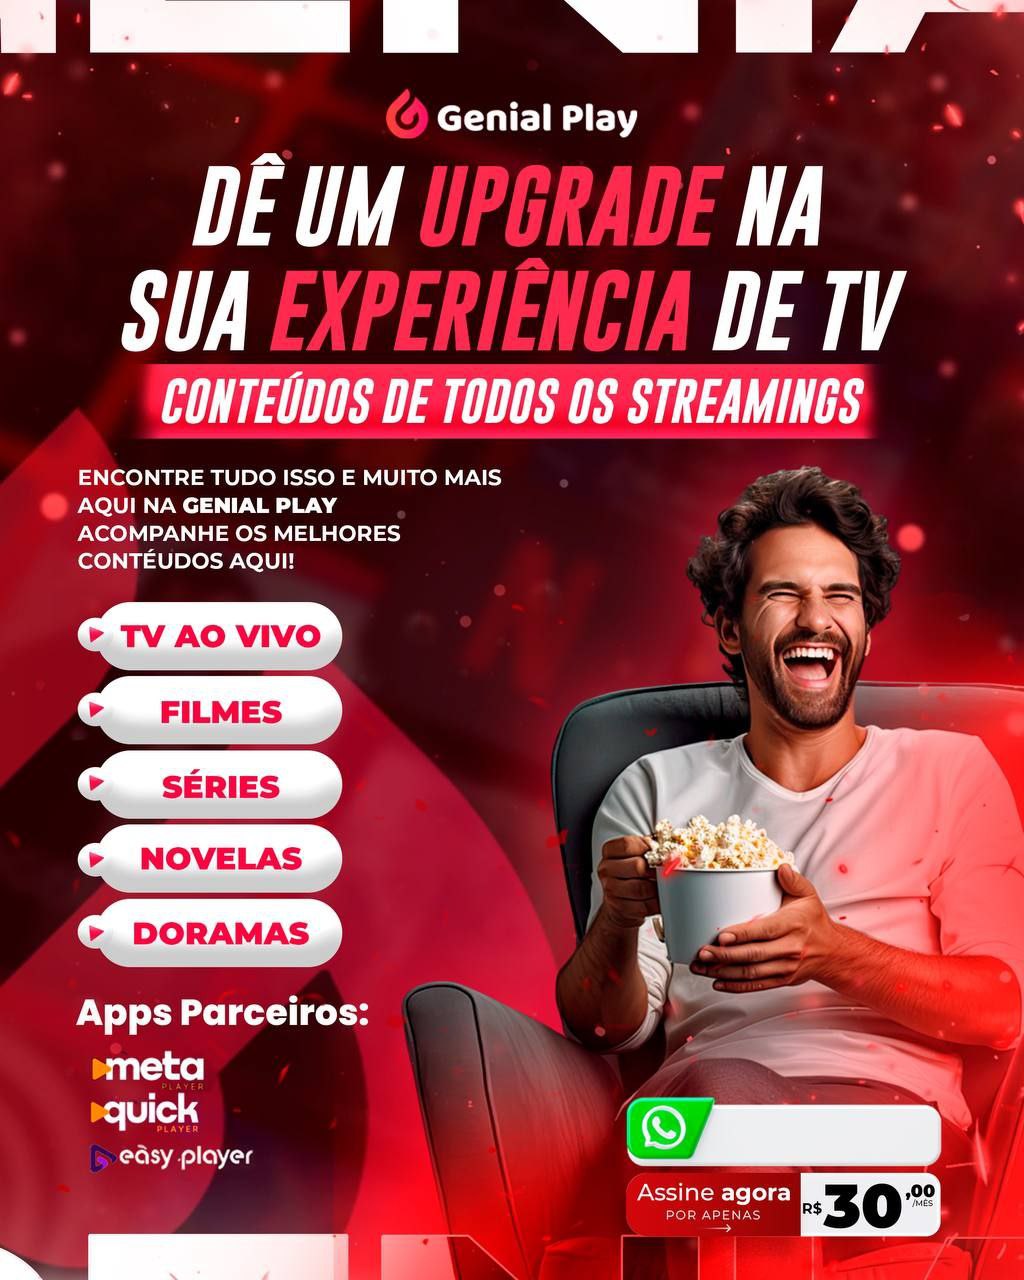 Genial Play
DÊ UM UPGRADE NA
SUA EXPERIÊNCIA DE TV
CONTEÚDOS DE TODOS OS STREAMINGS
ENCONTRE TUDO ISSO E MUITO MAIS
AQUI NA GENIAL PLAY
ACOMPANHE OS MELHORES
CONTÉUDOS AQUI!
TV AO VIVO
FILMES
SÉRIES
NOVELAS
DORAMAS
Apps Parceiros:
meta
PLAYER
quick
PLAYER
easy player
Assine agora
POR APENAS
R$30,00
/MÊS